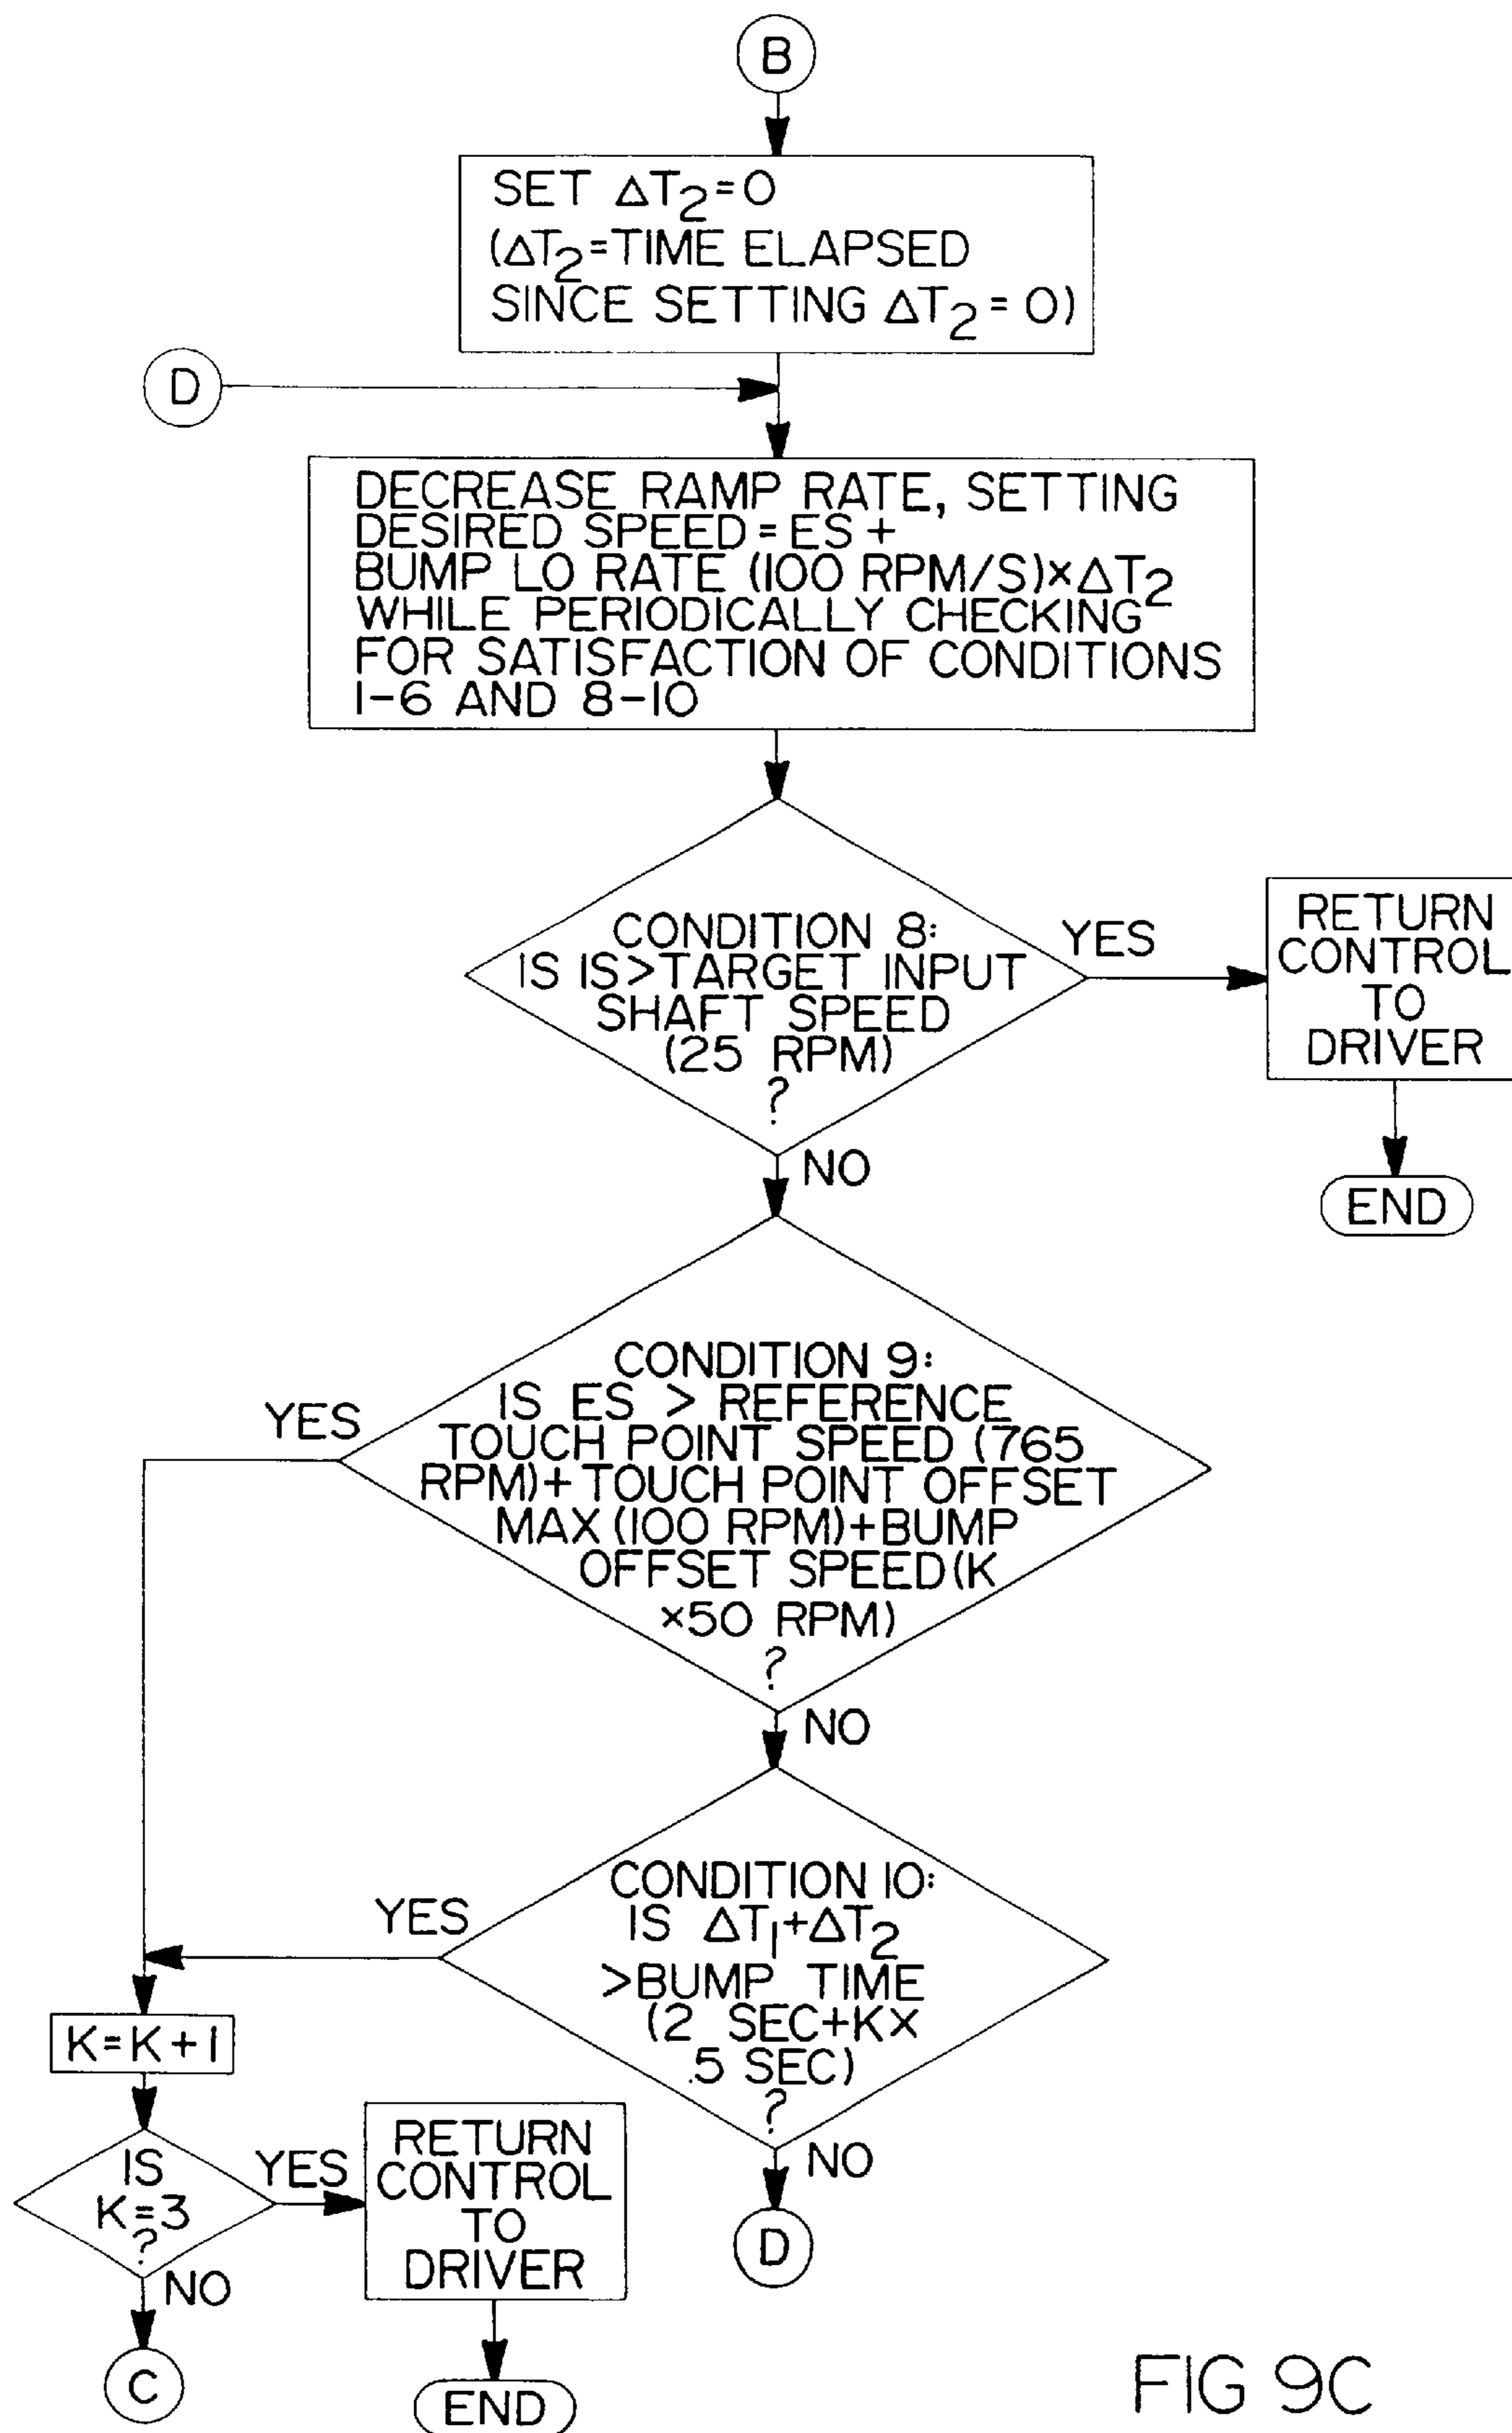 B
SET ΔT2=0
(ΔT2=TIME ELAPSED
SINCE SETTING ΔT2 = 0)
D
DECREASE RAMP RATE, SETTING
DESIRED SPEED = ES +
BUMP LO RATE (100 RPM/S)×ΔT2
WHILE PERIODICALLY CHECKING
FOR SATISFACTION OF CONDITIONS
1-6 AND 8-10
CONDITION 8:
IS IS>TARGET INPUT
SHAFT SPEED
(25 RPM)
?
YES
RETURN
CONTROL
TO
DRIVER
END
NO
CONDITION 9:
IS ES > REFERENCE
TOUCH POINT SPEED (765
RPM)+TOUCH POINT OFFSET
MAX (100 RPM)+BUMP
OFFSET SPEED(K
×50 RPM)
?
YES
NO
CONDITION 10:
IS ΔT1+ΔT2
>BUMP TIME
(2 SEC+K×
.5 SEC)
?
YES
NO
D
K=K+1
IS
K=3
?
YES
RETURN
CONTROL
TO
DRIVER
END
NO
C
FIG 9C